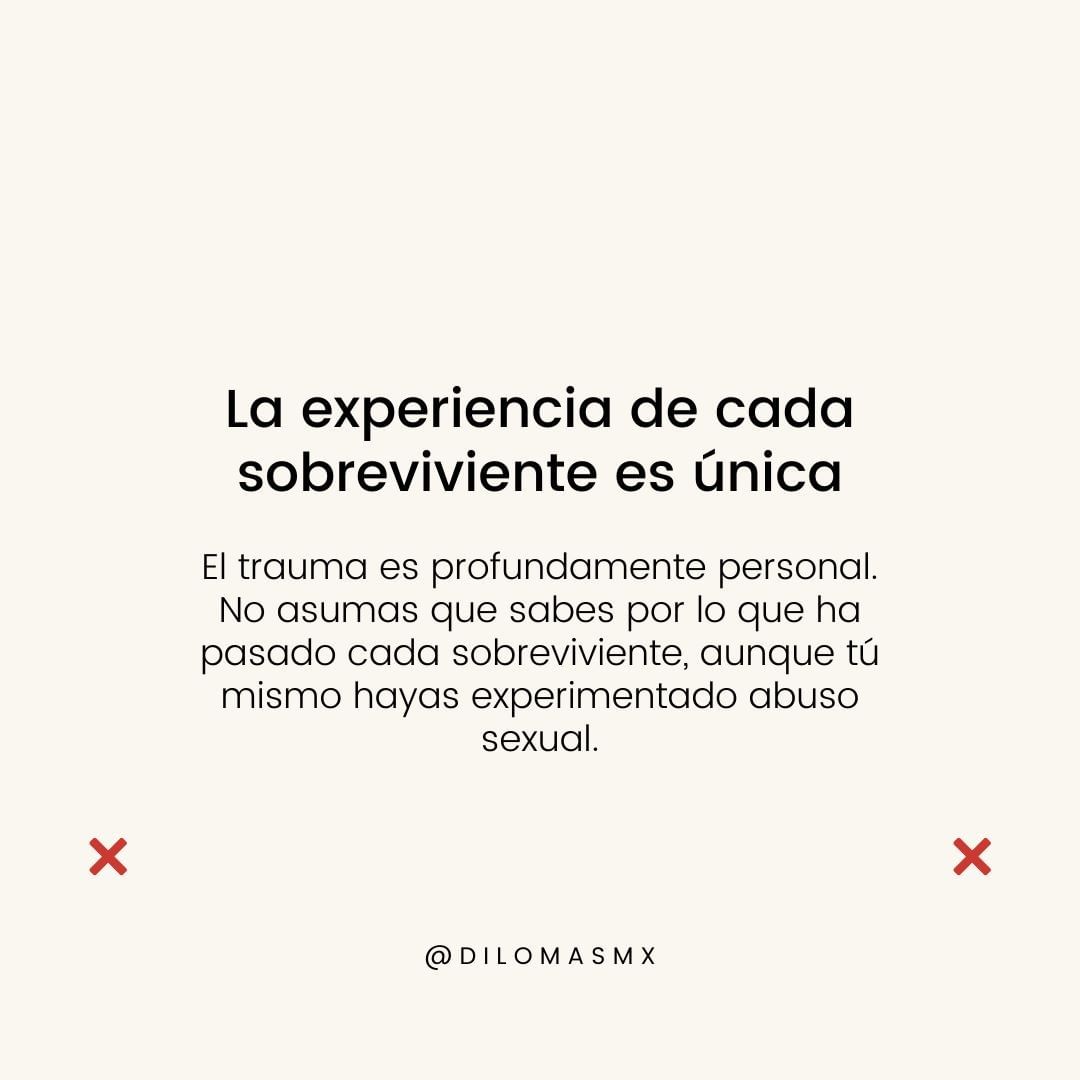 La experiencia de cada
sobreviviente es única
El trauma es profundamente personal.
No asumas que sabes por lo que ha
pasado cada sobreviviente, aunque tú
mismo hayas experimentado abuso
sexual.
@DILOMASMX